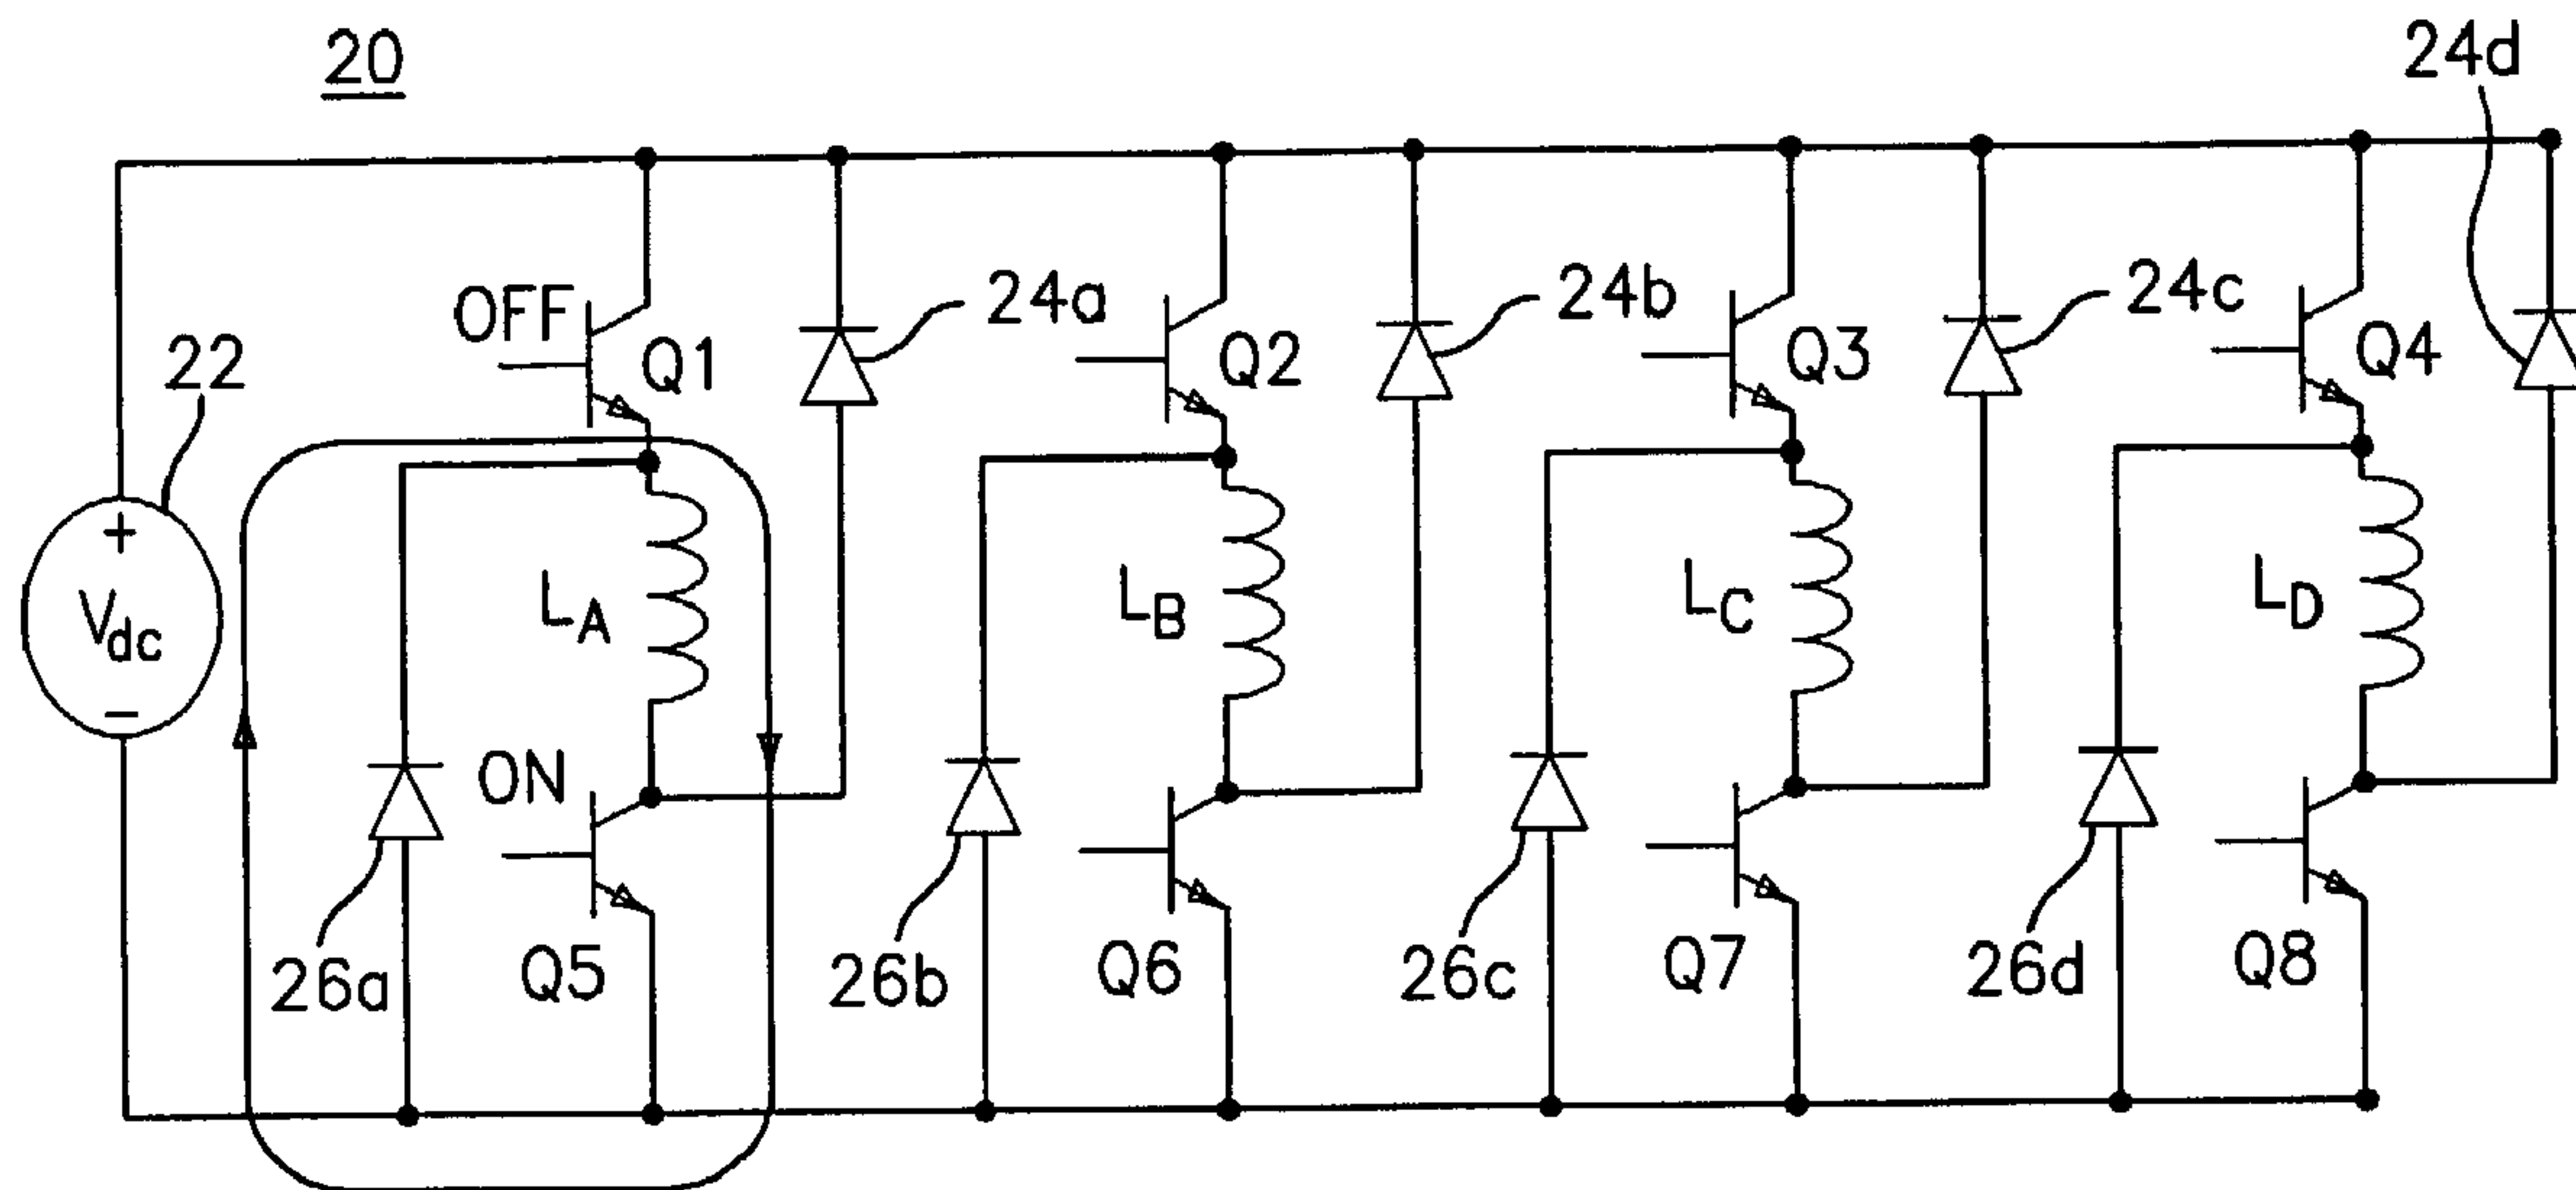 20
24d
OFF
Q1
24a
Q2
24b
Q3
24c
Q4
22
+
Vdc
−
LA
LB
LC
LD
ON
26a
Q5
26b
Q6
26c
Q7
26d
Q8